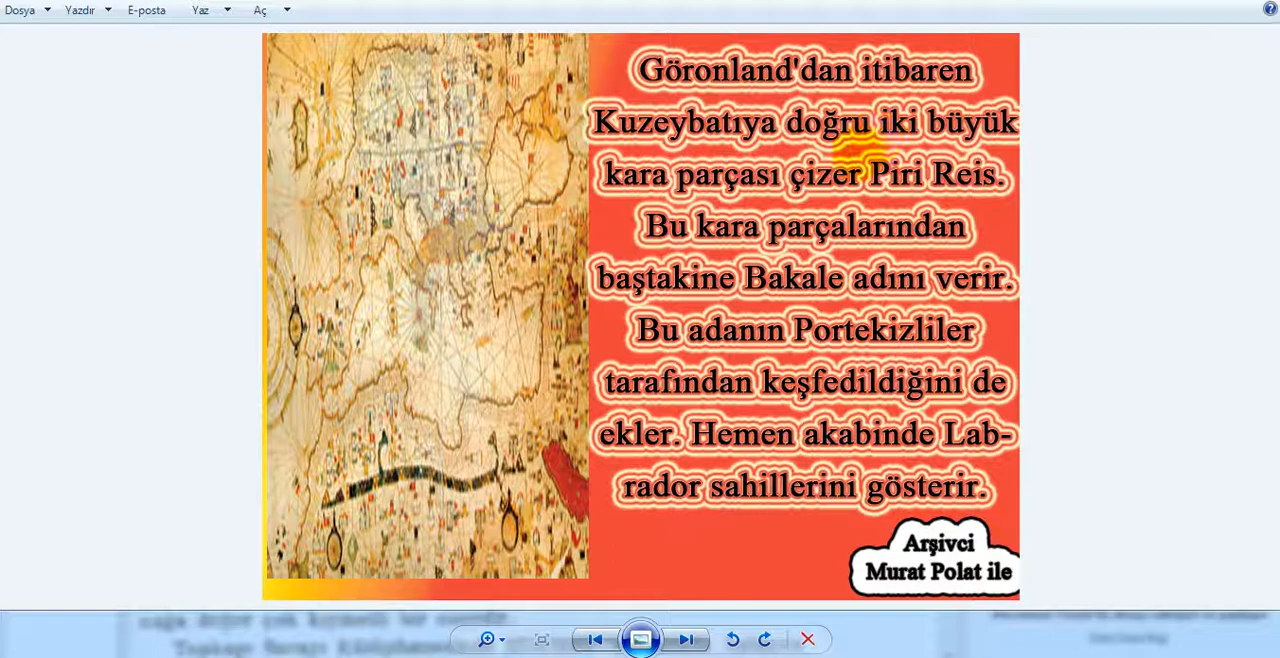 Dosya Yazdır E-posta Yaz Aç
Göronland'dan itibaren
Kuzeybatıya doğru iki büyük
kara parçası çizer Piri Reis.
Bu kara parçalarından
baştakine Bakale adını verir.
Bu adanın Portekizliler
tarafından keşfedildiğini de
ekler. Hemen akabinde Lab-
rador sahillerini gösterir.
Arşivci
Murat Polat ile